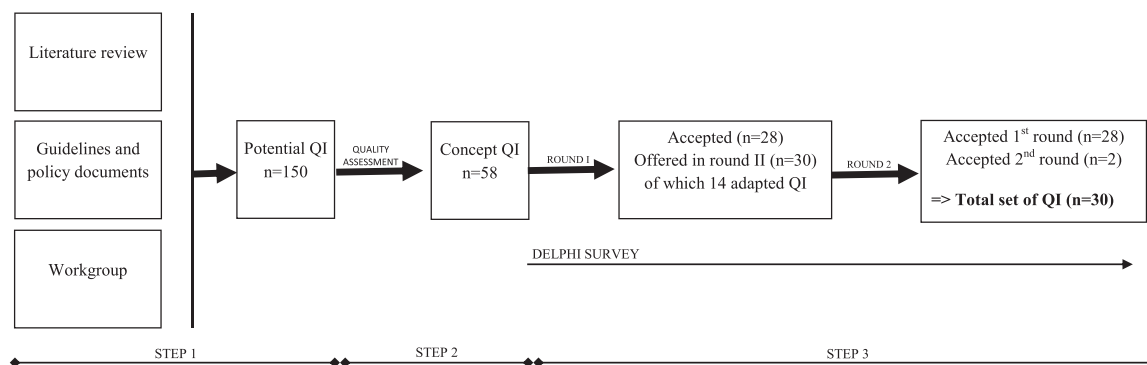 Literature review
Guidelines and
policy documents
Workgroup
Potential QI
n=150
QUALITY
ASSESSMENT
Concept QI
n=58
ROUND I
Accepted (n=28)
Offered in round II (n=30)
of which 14 adapted QI
ROUND 2
Accepted 1st round (n=28)
Accepted 2nd round (n=2)
=> Total set of QI (n=30)
DELPHI SURVEY
STEP 1
STEP 2
STEP 3